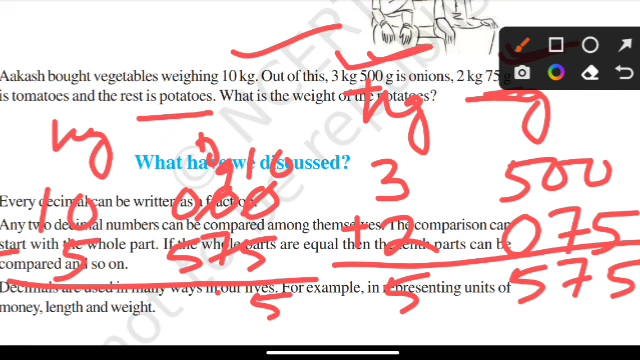 Aakash bought vegetables weighing 10 kg. Out of this, 3 kg 500 g is onions, 2 kg 75 g
is tomatoes and the rest is potatoes. What is the weight of the potatoes?
kg kg g
What have we discussed?
10 000 3 500
- 5 575 + 2 075
5 5 575
Every decimal can be written as a fraction.
Any two decimal numbers can be compared among themselves. The comparison can
start with the whole part. If the whole parts are equal then the tenth parts can be
compared and so on.
Decimals are used in many ways in our lives. For example, in representing units of
money, length and weight.